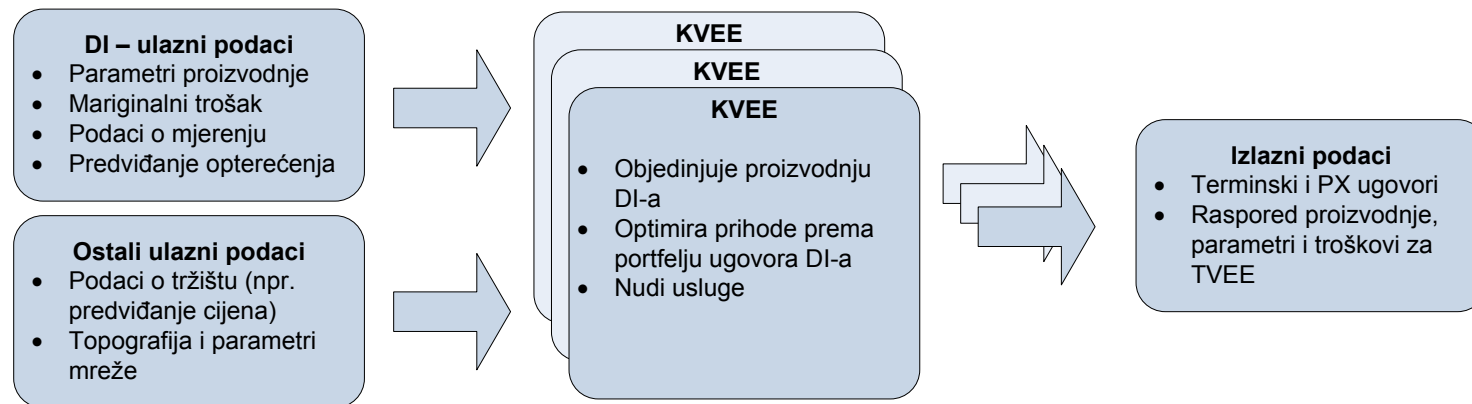 DI – ulazni podaci
• Parametri proizvodnje
• Mariginalni trošak
• Podaci o mjerenju
• Predviđanje opterećenja
Ostali ulazni podaci
• Podaci o tržištu (npr.
predviđanje cijena)
• Topografija i parametri
mreže
KVEE
KVEE
KVEE
• Objedinjuje proizvodnju
DI-a
• Optimira prihode prema
portfelju ugovora DI-a
• Nudi usluge
Izlazni podaci
• Terminski i PX ugovori
• Raspored proizvodnje,
parametri i troškovi za
TVEE